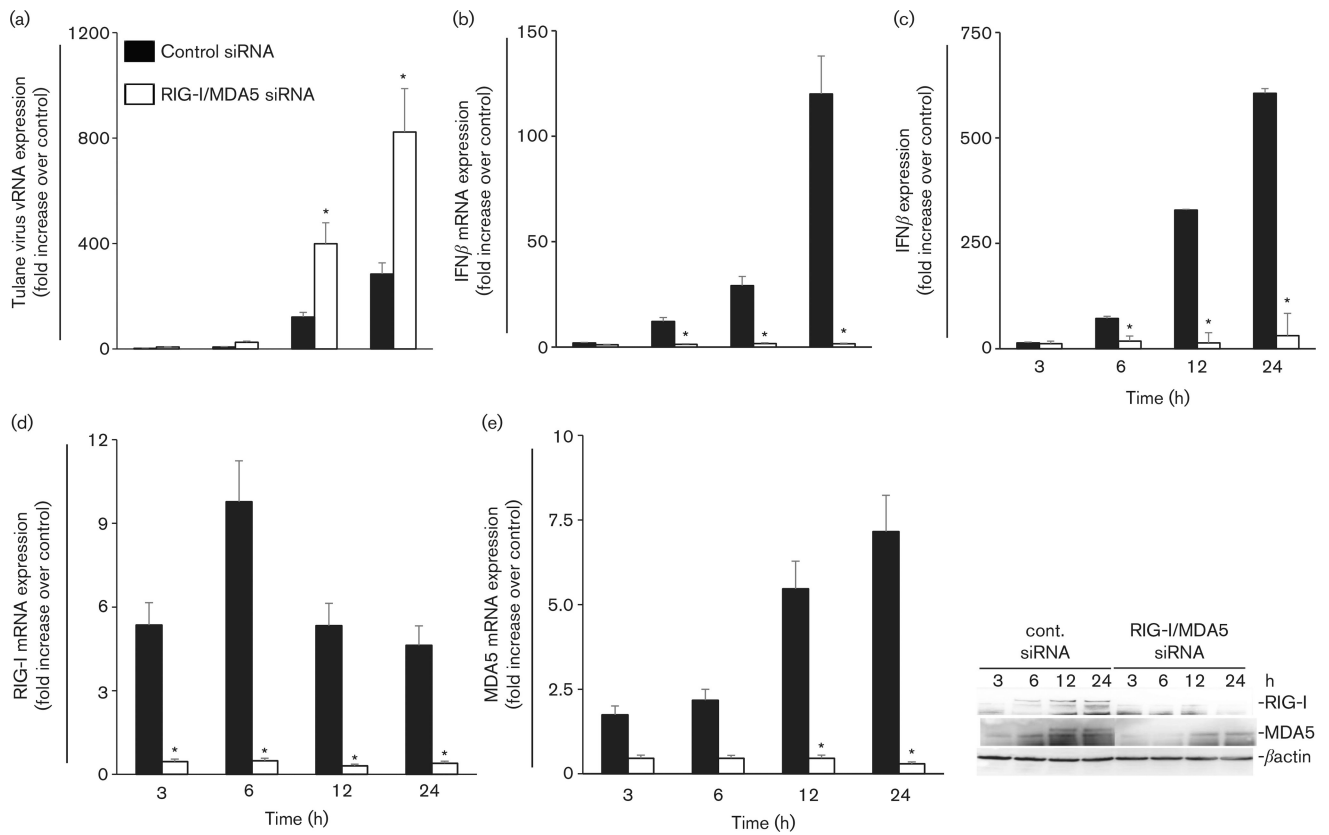 (a)
1200
800
400
0
Tulane virus vRNA expression
(fold increase over control)
Control siRNA
RIG-I/MDA5 siRNA
*
*
(b)
150
100
50
0
IFNβ mRNA expression
(fold increase over control)
*
*
*
(c)
750
500
250
0
IFNβ expression
(fold increase over control)
*
*
*
3 6 12 24
Time (h)
(d)
12
9
6
3
0
RIG-I mRNA expression
(fold increase over control)
*
*
*
*
3 6 12 24
Time (h)
(e)
10
7.5
5.0
2.5
0
MDA5 mRNA expression
(fold increase over control)
*
*
3 6 12 24
Time (h)
cont.
siRNA
RIG-I/MDA5
siRNA
3 6 12 24 3 6 12 24 h
-RIG-I
-MDA5
-βactin